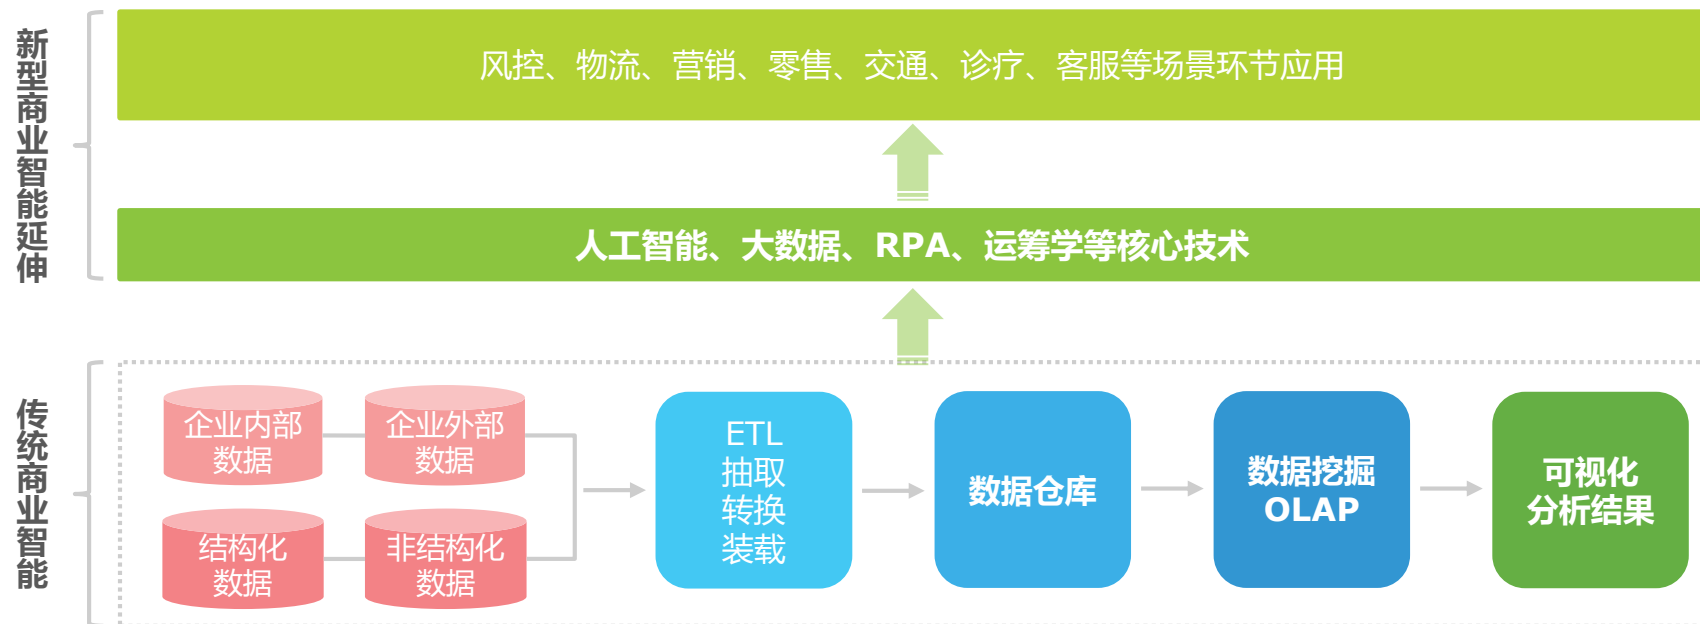 新型商业智能延伸
风控、物流、营销、零售、交通、诊疗、客服等场景环节应用
人工智能、大数据、RPA、运筹学等核心技术
传统商业智能
企业内部
数据
企业外部
数据
结构化
数据
非结构化
数据
ETL
抽取
转换
装载
数据仓库
数据挖掘
OLAP
可视化
分析结果